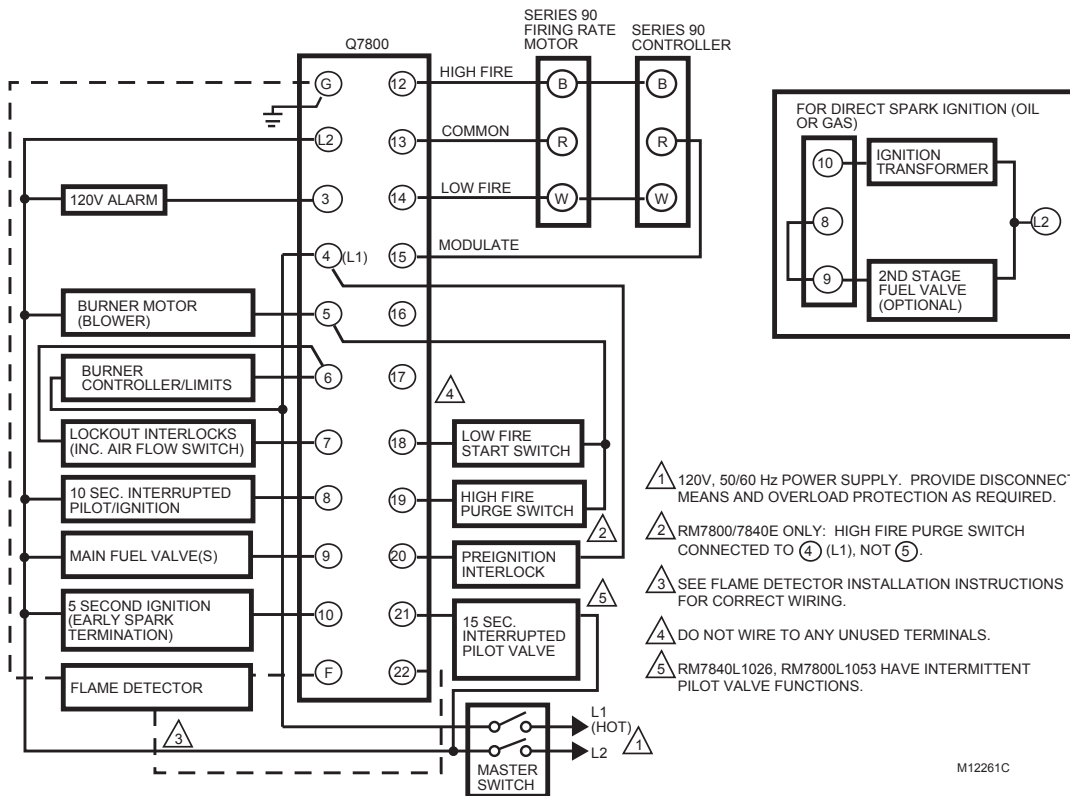 SERIES 90
FIRING RATE
MOTOR
SERIES 90
CONTROLLER
Q7800
G
L2
3
4
(L1)
5
6
7
8
9
10
F
12
13
14
15
16
17
18
19
20
21
22
HIGH FIRE
COMMON
LOW FIRE
MODULATE
B
R
W
B
R
W
120V ALARM
BURNER MOTOR
(BLOWER)
BURNER
CONTROLLER/LIMITS
LOCKOUT INTERLOCKS
(INC. AIR FLOW SWITCH)
10 SEC. INTERRUPTED
PILOT/IGNITION
MAIN FUEL VALVE(S)
5 SECOND IGNITION
(EARLY SPARK
TERMINATION)
FLAME DETECTOR
3
4
LOW FIRE
START SWITCH
HIGH FIRE
PURGE SWITCH
2
PREIGNITION
INTERLOCK
5
15 SEC.
INTERRUPTED
PILOT VALVE
MASTER
SWITCH
L1
(HOT)
L2
1
FOR DIRECT SPARK IGNITION (OIL
OR GAS)
10
8
9
IGNITION
TRANSFORMER
2ND STAGE
FUEL VALVE
(OPTIONAL)
L2
1 120V, 50/60 Hz POWER SUPPLY. PROVIDE DISCONNECT
MEANS AND OVERLOAD PROTECTION AS REQUIRED.
2 RM7800/7840E ONLY: HIGH FIRE PURGE SWITCH
CONNECTED TO 4 (L1), NOT 5.
3 SEE FLAME DETECTOR INSTALLATION INSTRUCTIONS
FOR CORRECT WIRING.
4 DO NOT WIRE TO ANY UNUSED TERMINALS.
5 RM7840L1026, RM7800L1053 HAVE INTERMITTENT
PILOT VALVE FUNCTIONS.
M12261C